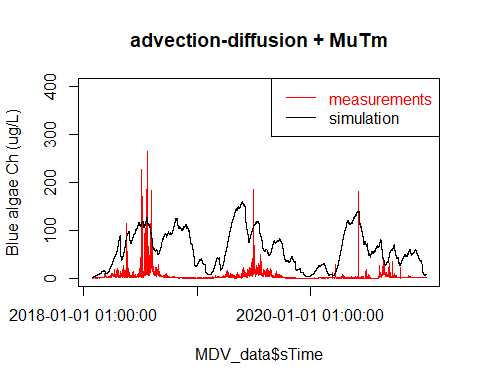 advection-diffusion + MuTm
Blue algae Ch (ug/L)
400
300
200
100
0
measurements
simulation
2018-01-01 01:00:00
2020-01-01 01:00:00
MDV_data$sTime